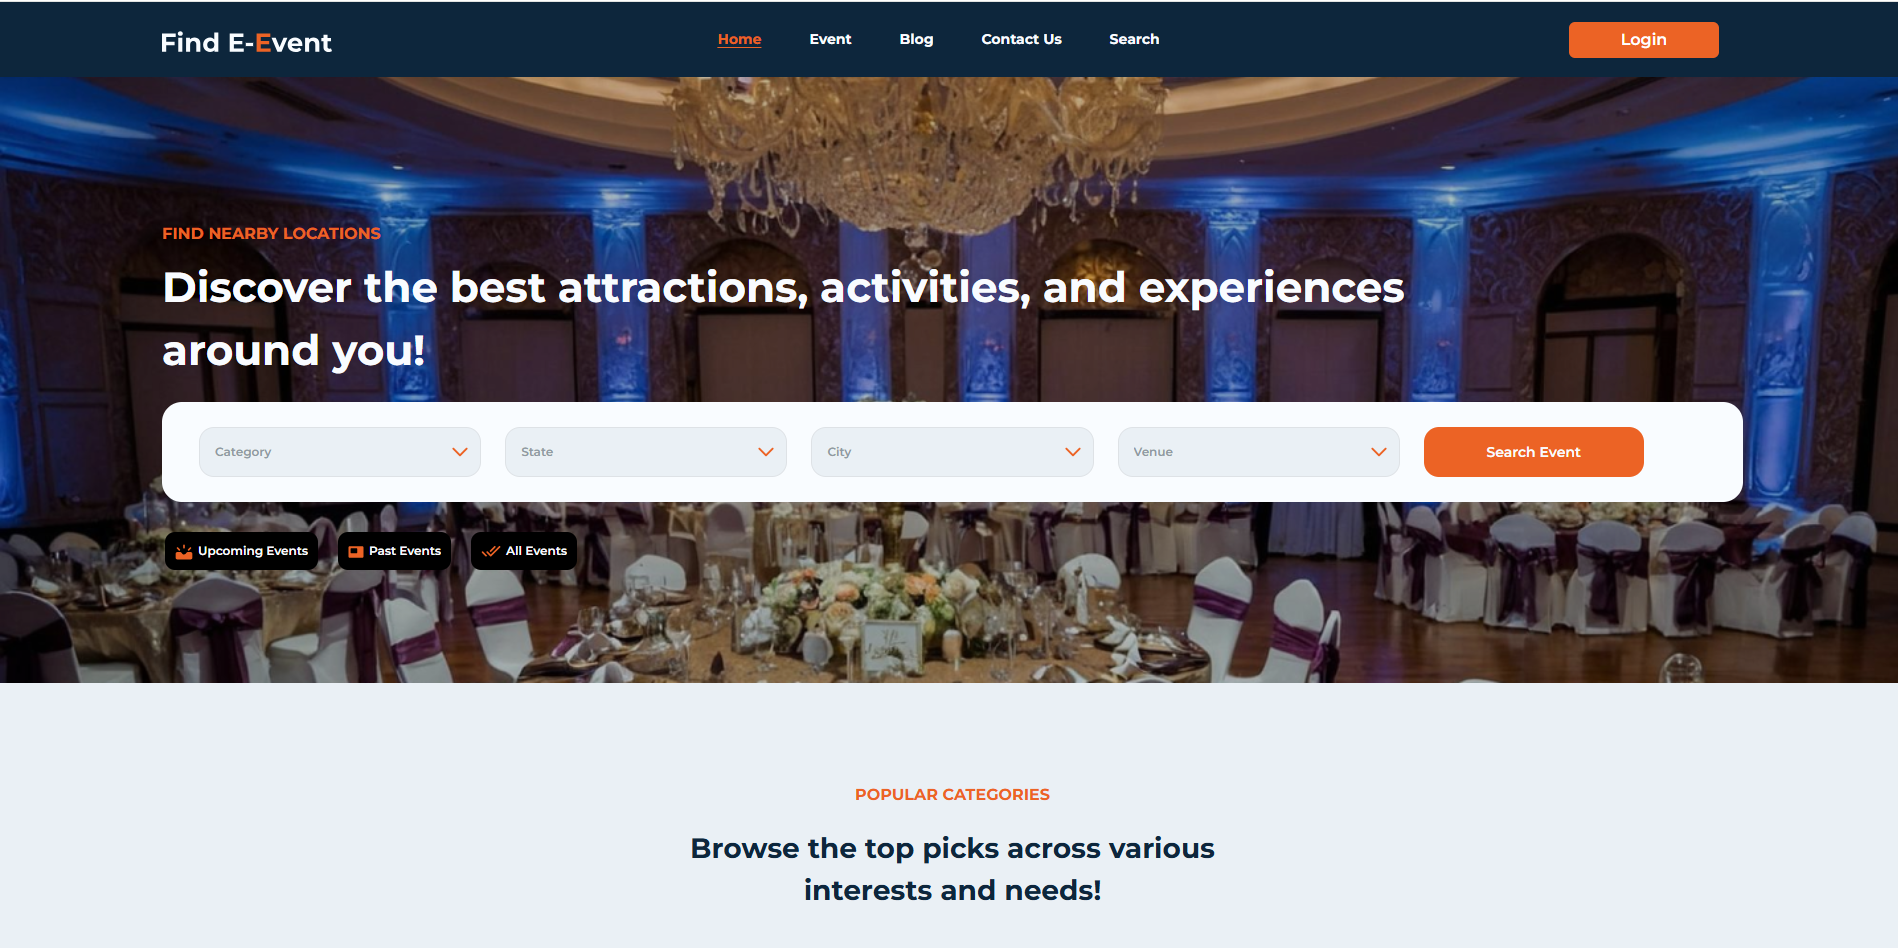 Find E-Event
Home
Event
Blog
Contact Us
Search
Login
FIND NEARBY LOCATIONS
Discover the best attractions, activities, and experiences
around you!
Category
State
City
Venue
Search Event
Upcoming Events
Past Events
All Events
POPULAR CATEGORIES
Browse the top picks across various
interests and needs!